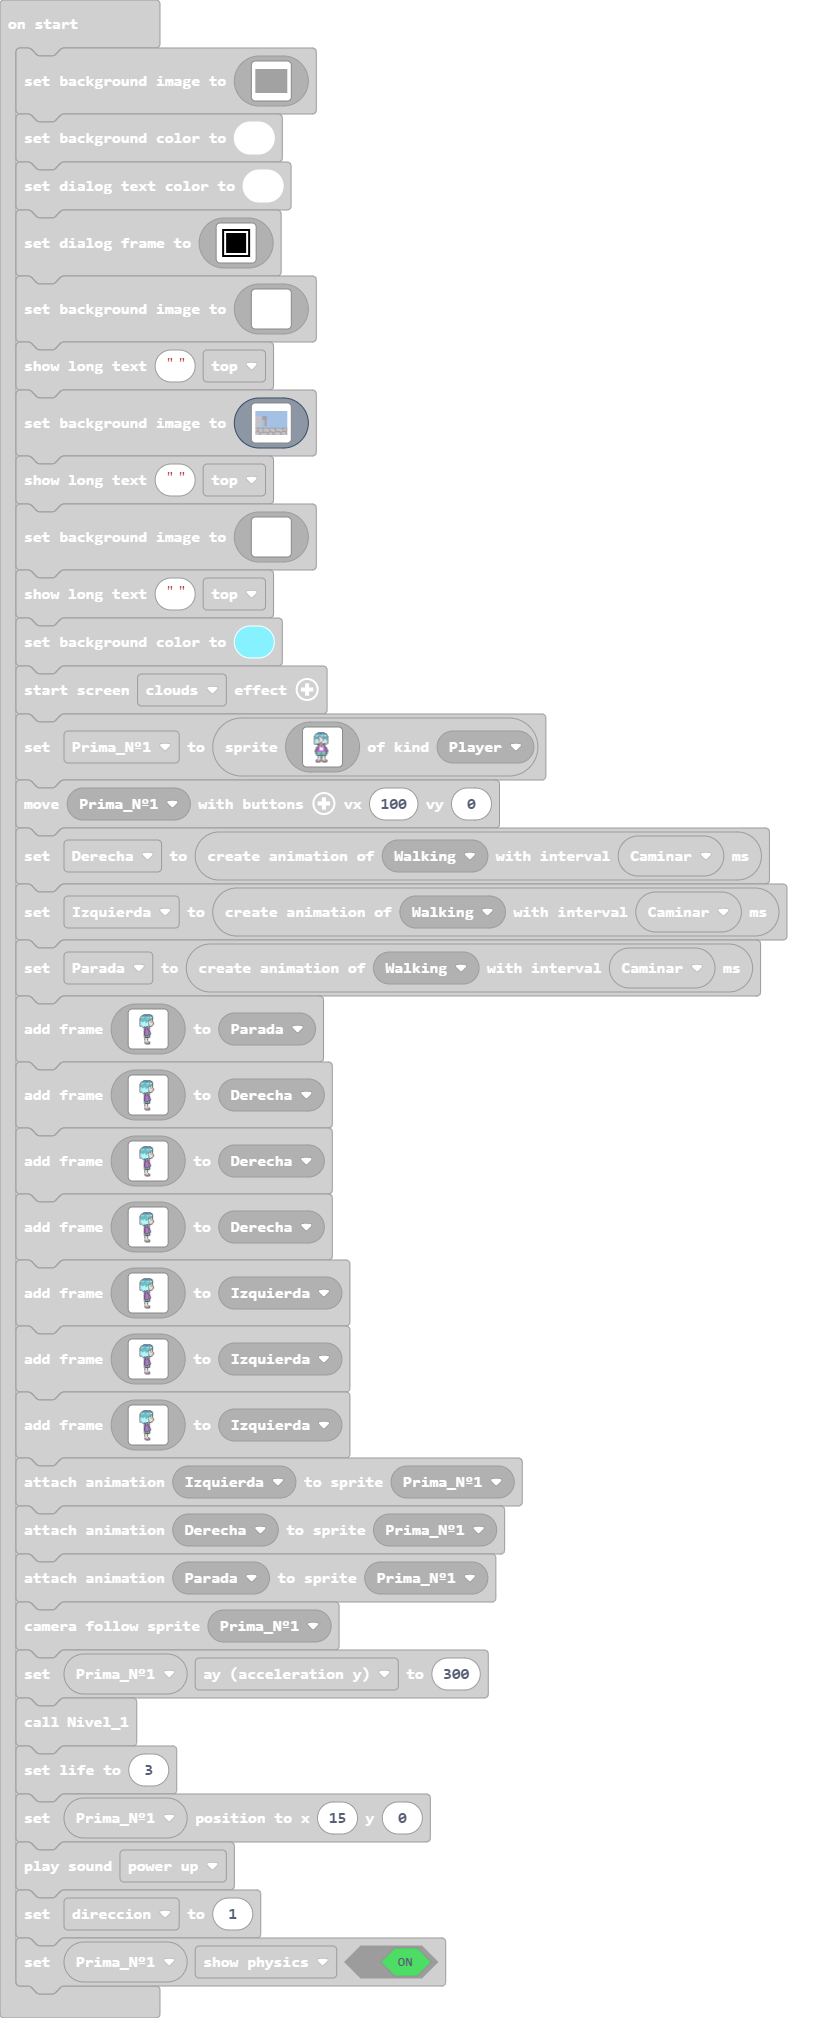 on start
set background image to
set background color to
set dialog text color to
set dialog frame to
set background image to
show long text " " top
set background image to
show long text " " top
set background image to
show long text " " top
set background color to
start screen clouds effect
set Prima_Nº1 to sprite of kind Player
move Prima_Nº1 with buttons vx 100 vy 0
set Derecha to create animation of Walking with interval Caminar ms
set Izquierda to create animation of Walking with interval Caminar ms
set Parada to create animation of Walking with interval Caminar ms
add frame to Parada
add frame to Derecha
add frame to Derecha
add frame to Derecha
add frame to Izquierda
add frame to Izquierda
add frame to Izquierda
attach animation Izquierda to sprite Prima_Nº1
attach animation Derecha to sprite Prima_Nº1
attach animation Parada to sprite Prima_Nº1
camera follow sprite Prima_Nº1
set Prima_Nº1 ay (acceleration y) to 300
call Nivel_1
set life to 3
set Prima_Nº1 position to x 15 y 0
play sound power up
set direccion to 1
set Prima_Nº1 show physics ON